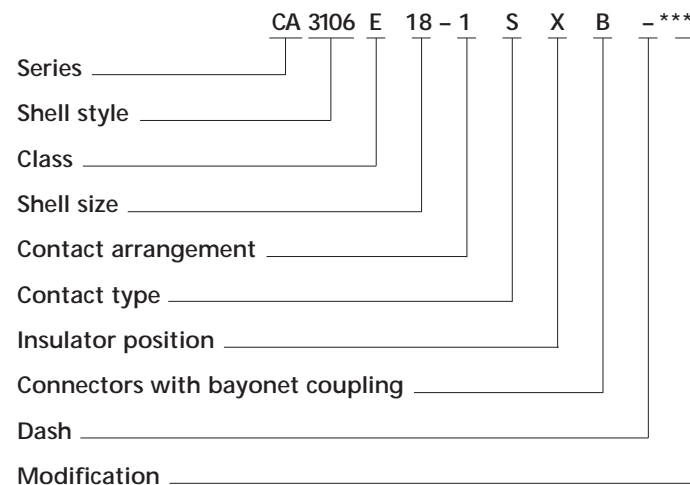 CA 3106 E 18 – 1 S X B – ***
Series
Shell style
Class
Shell size
Contact arrangement
Contact type
Insulator position
Connectors with bayonet coupling
Dash
Modification